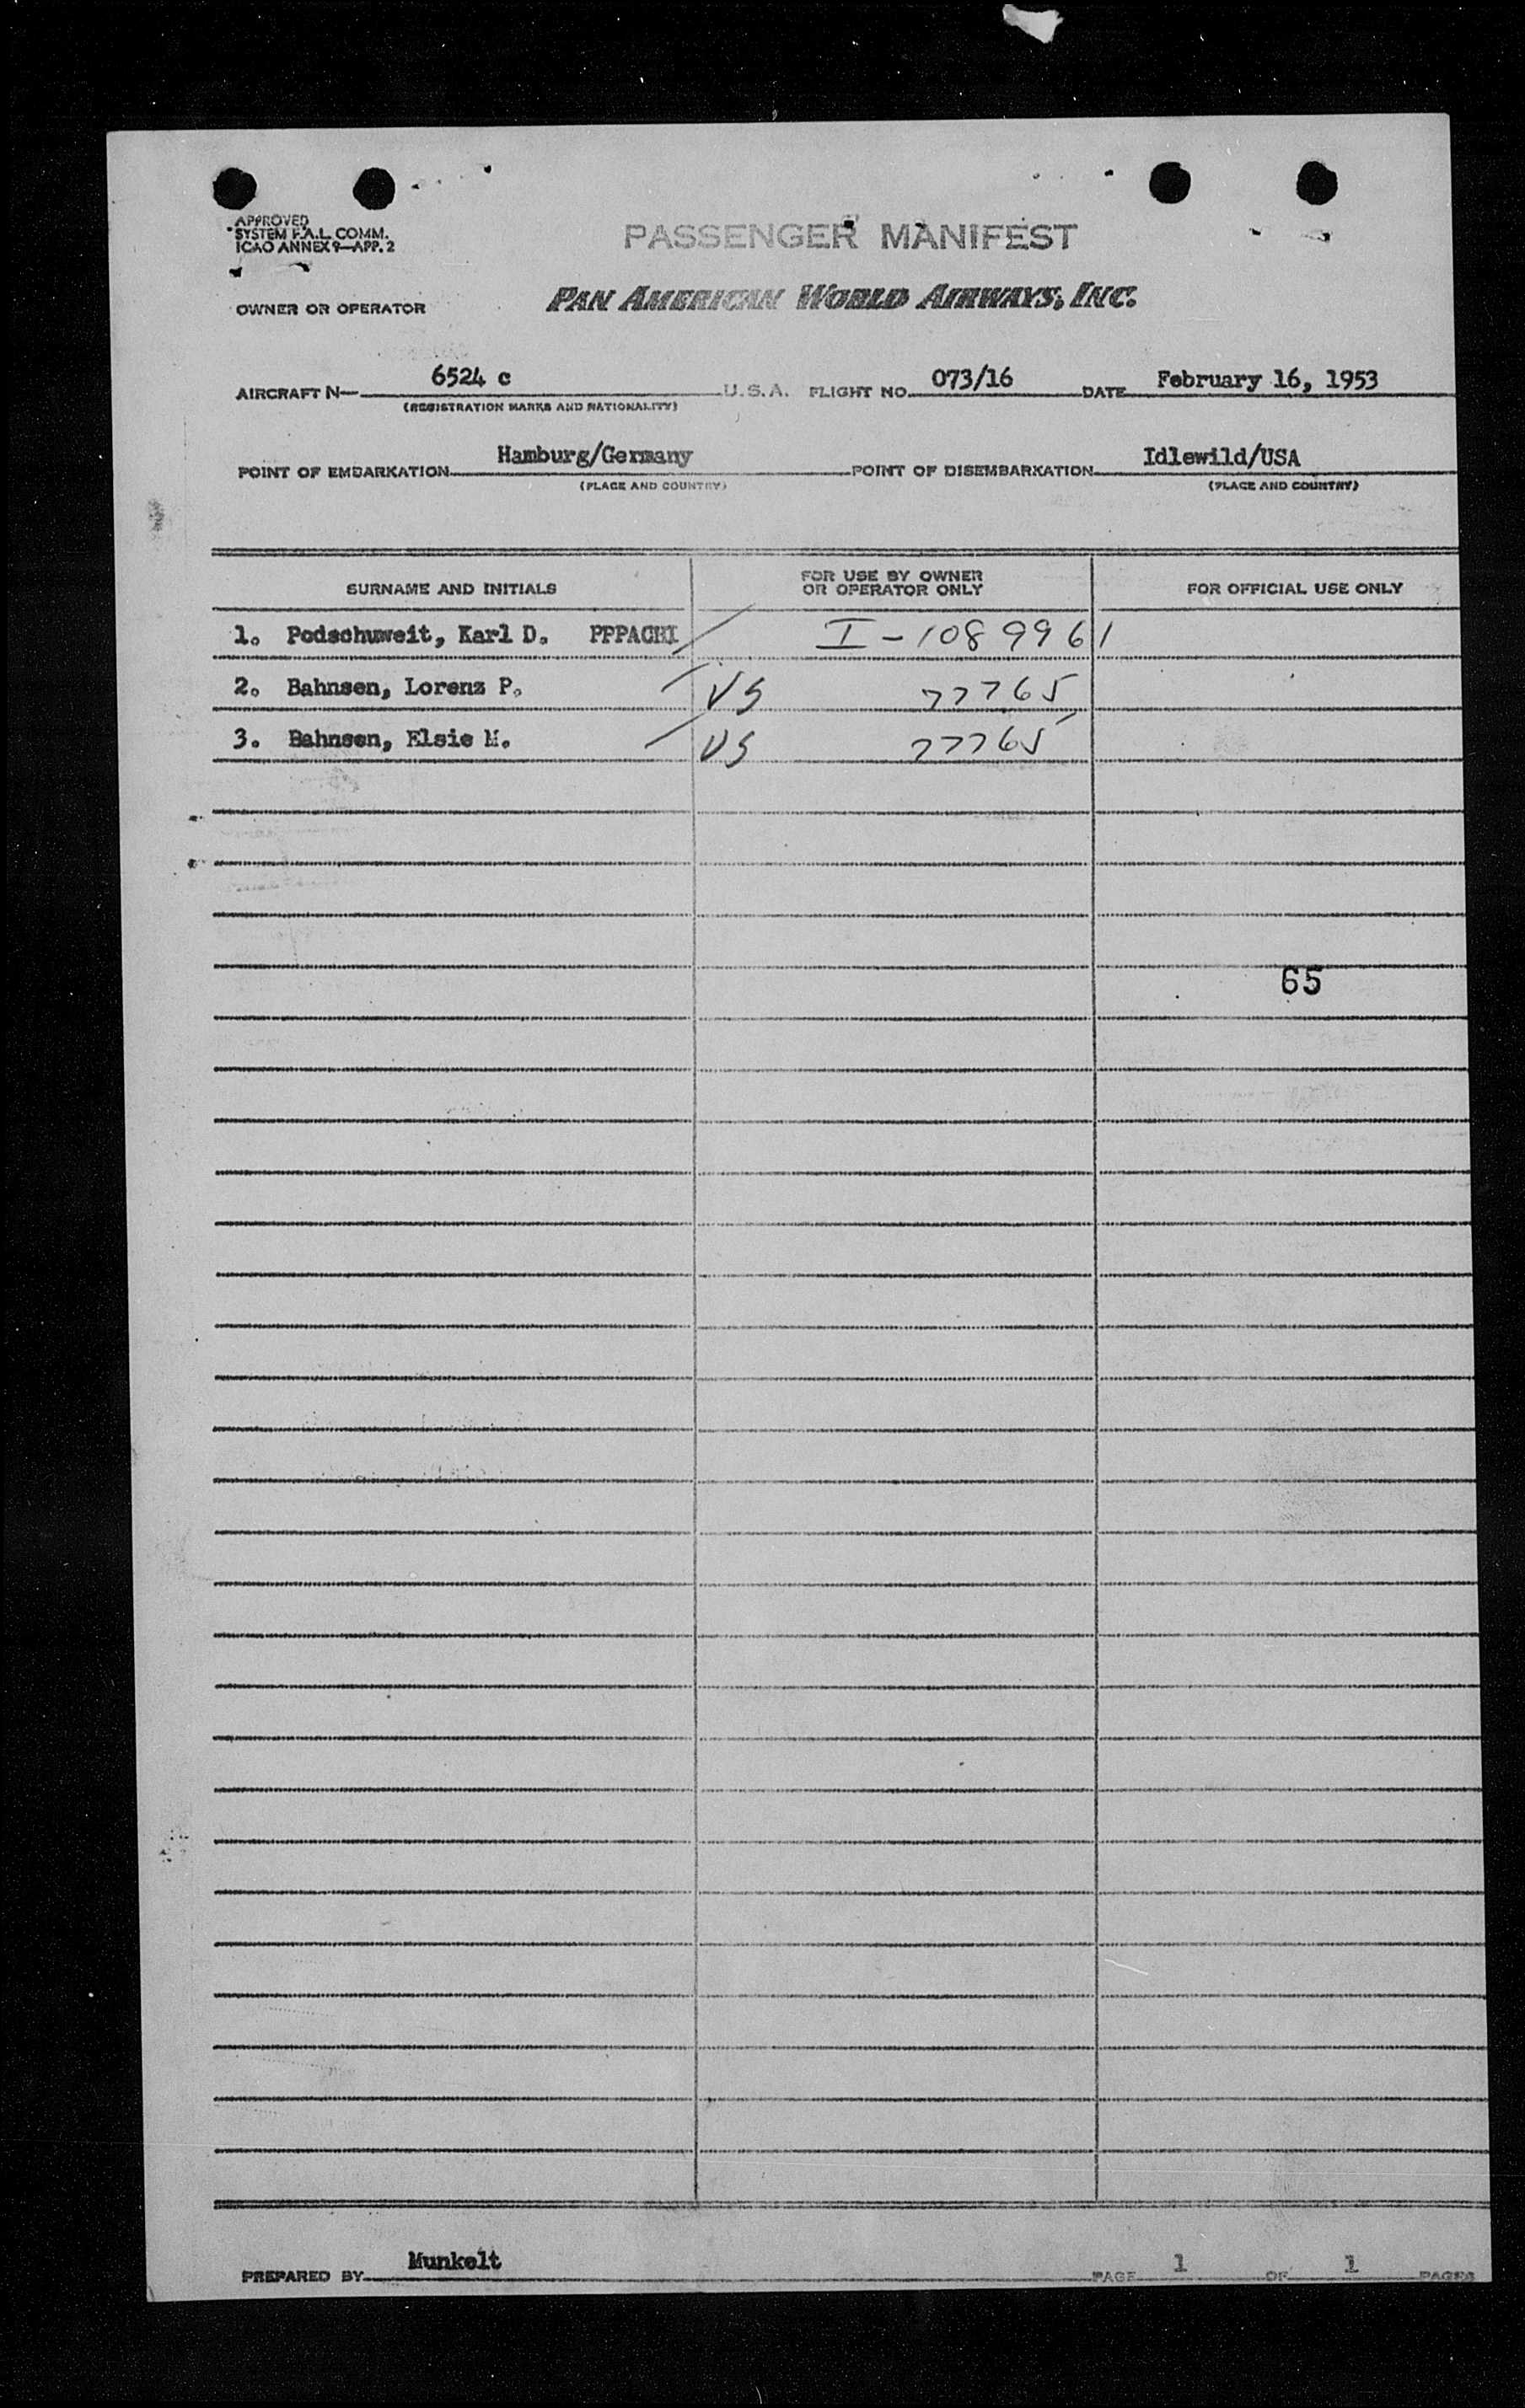 APPROVED
SYSTEM F.A.L. COMM.
ICAO ANNEX 9—APP. 2
PASSENGER MANIFEST
OWNER OR OPERATOR PAN AMERICAN WORLD AIRWAYS, INC.
AIRCRAFT N— 6524 c U.S.A. FLIGHT NO. 073/16 DATE February 16, 1953
(REGISTRATION MARKS AND NATIONALITY)
POINT OF EMBARKATION Hamburg/Germany POINT OF DISEMBARKATION Idlewild/USA
(PLACE AND COUNTRY) (PLACE AND COUNTRY)
SURNAME AND INITIALS FOR USE BY OWNER OR OPERATOR ONLY FOR OFFICIAL USE ONLY
1. Podschuweit, Karl D. PPPACHI I-1089961
2. Bahnsen, Lorenz P. VS 77765
3. Bahnsen, Elsie M. VS 77765
65
PREPARED BY Munkelt PAGE 1 OF 1 PAGES